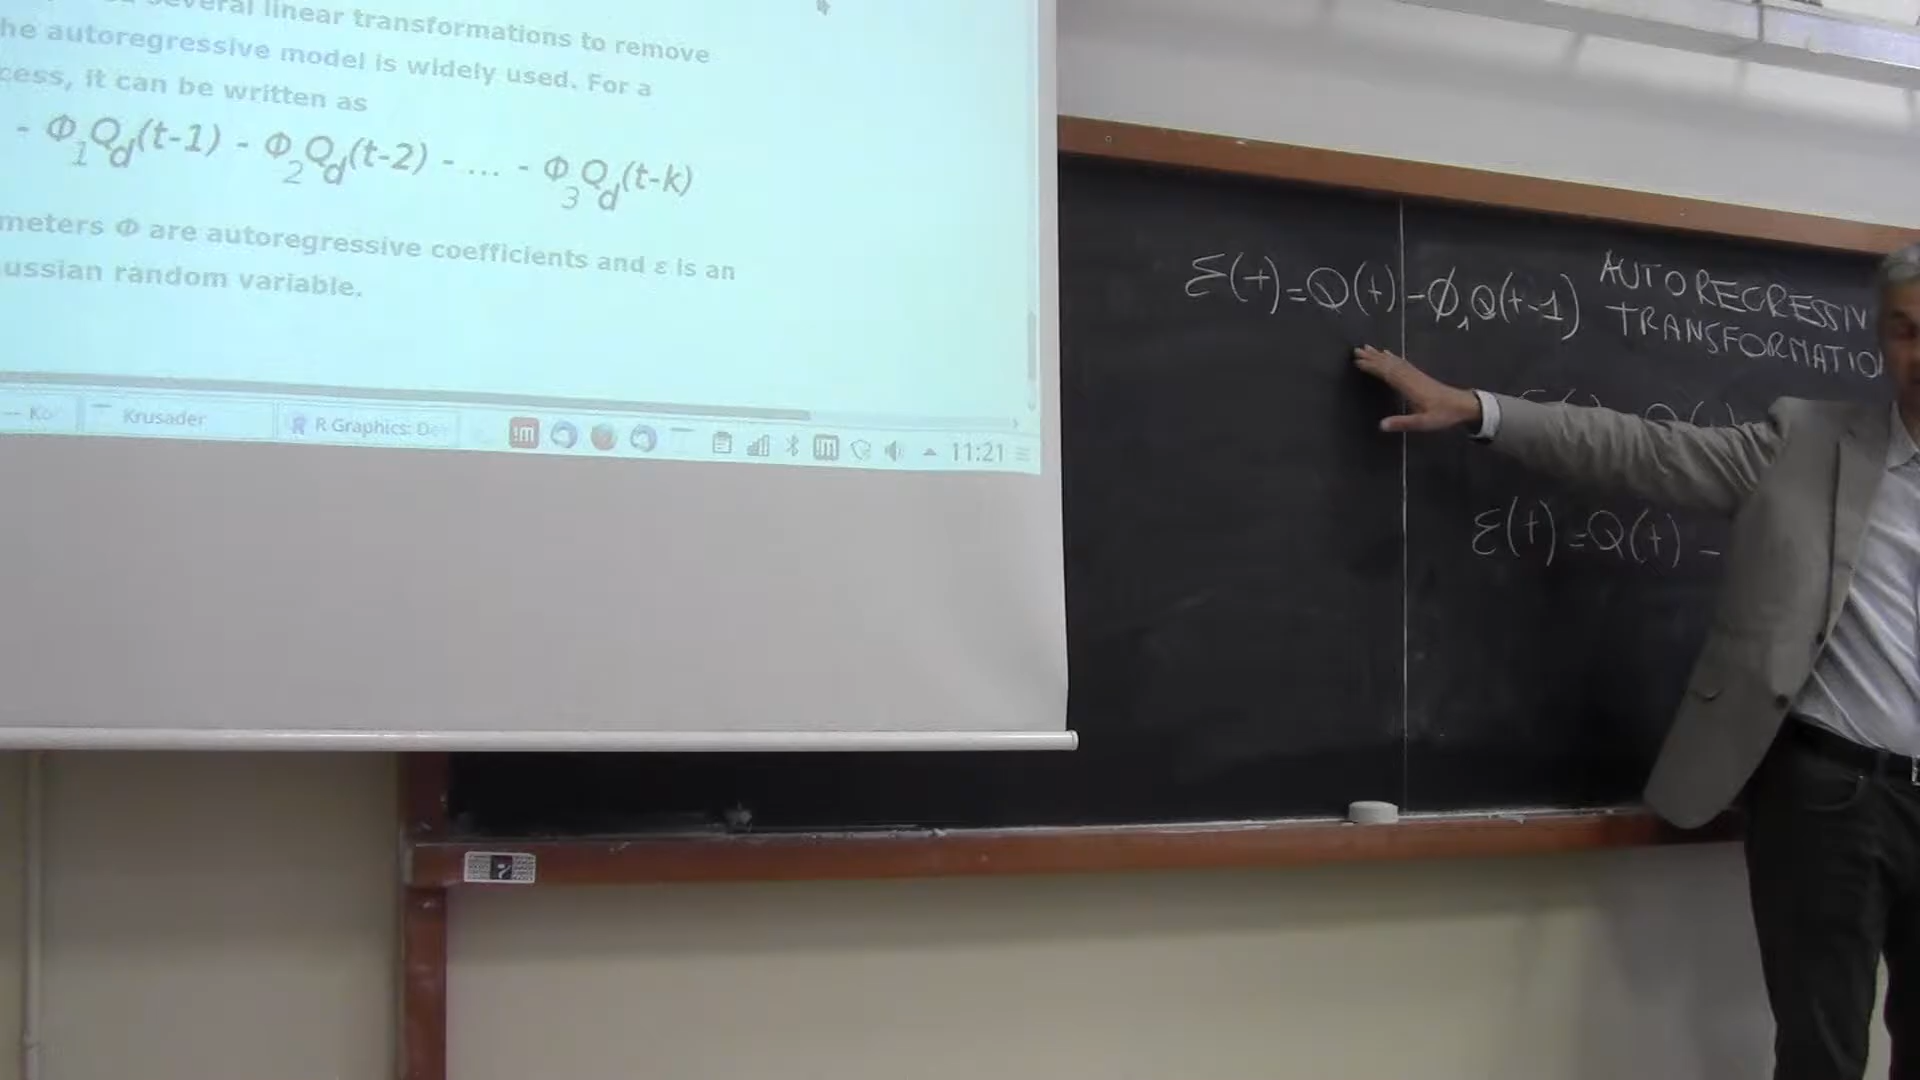 several linear transformations to remove
he autoregressive model is widely used. For a
cess, it can be written as
- Φ1Qd(t-1) - Φ2Qd(t-2) - ... - Φ3Qd(t-k)
meters Φ are autoregressive coefficients and ε is an
ussian random variable.
Krusader
R Graphics: De
11:21
Ɛ(t)=Q(t)-ϕ1Q(t-1)
AUTOREGRESSIV
TRANSFORMATIO
Ɛ(t)=Q(t) -